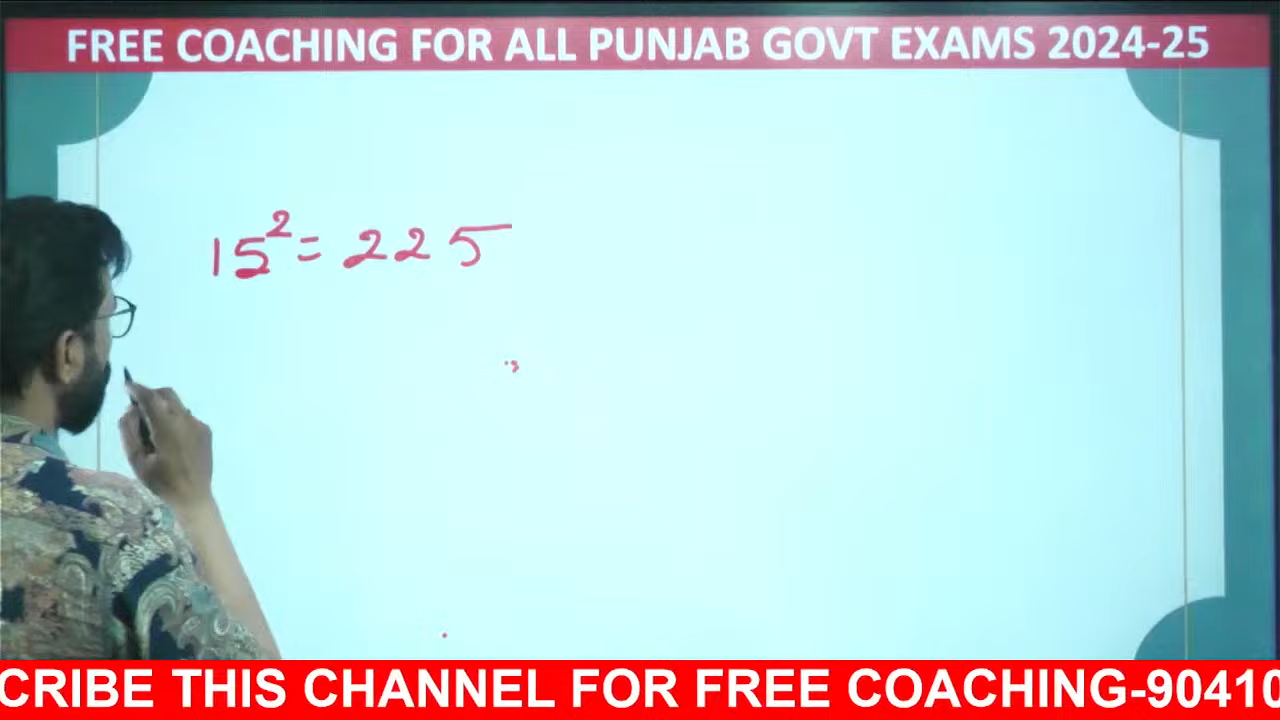 FREE COACHING FOR ALL PUNJAB GOVT EXAMS 2024-25
15² = 225
CRIBE THIS CHANNEL FOR FREE COACHING-90410